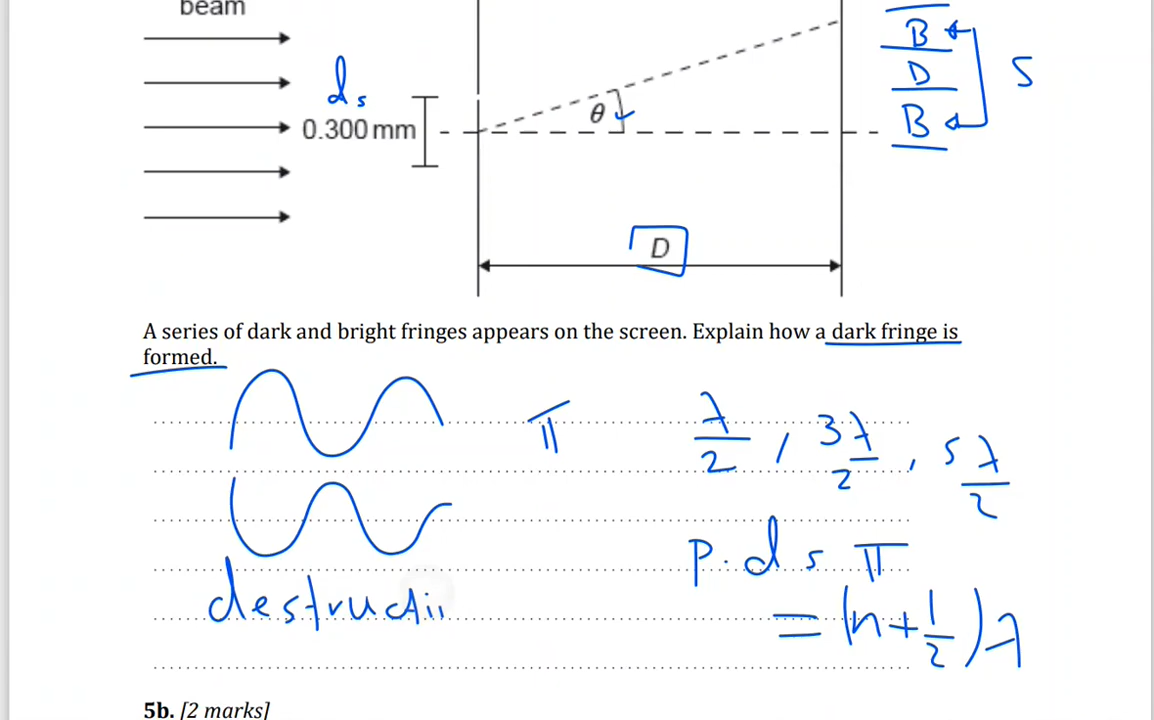 beam
B
D
S
B
ds
θ
0.300 mm
D
A series of dark and bright fringes appears on the screen. Explain how a dark fringe is
formed.
π
λ/2 , 3λ/2 , 5λ/2
p.d s π
destructi
= (n+1/2)λ
5b. [2 marks]